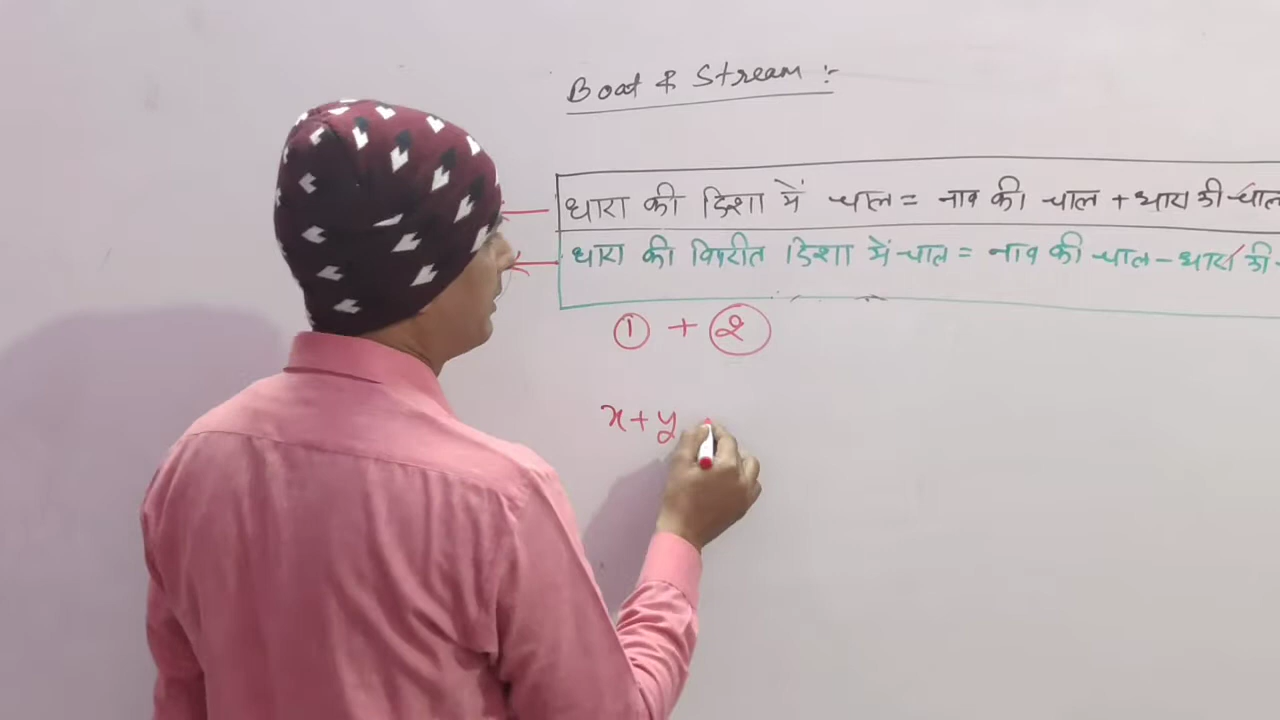 Boat & Stream :-
धारा की दिशा में चाल = नाव की चाल + धारा की चाल
धारा की विपरीत दिशा में चाल = नाव की चाल - धारा की
① + ②
x + y